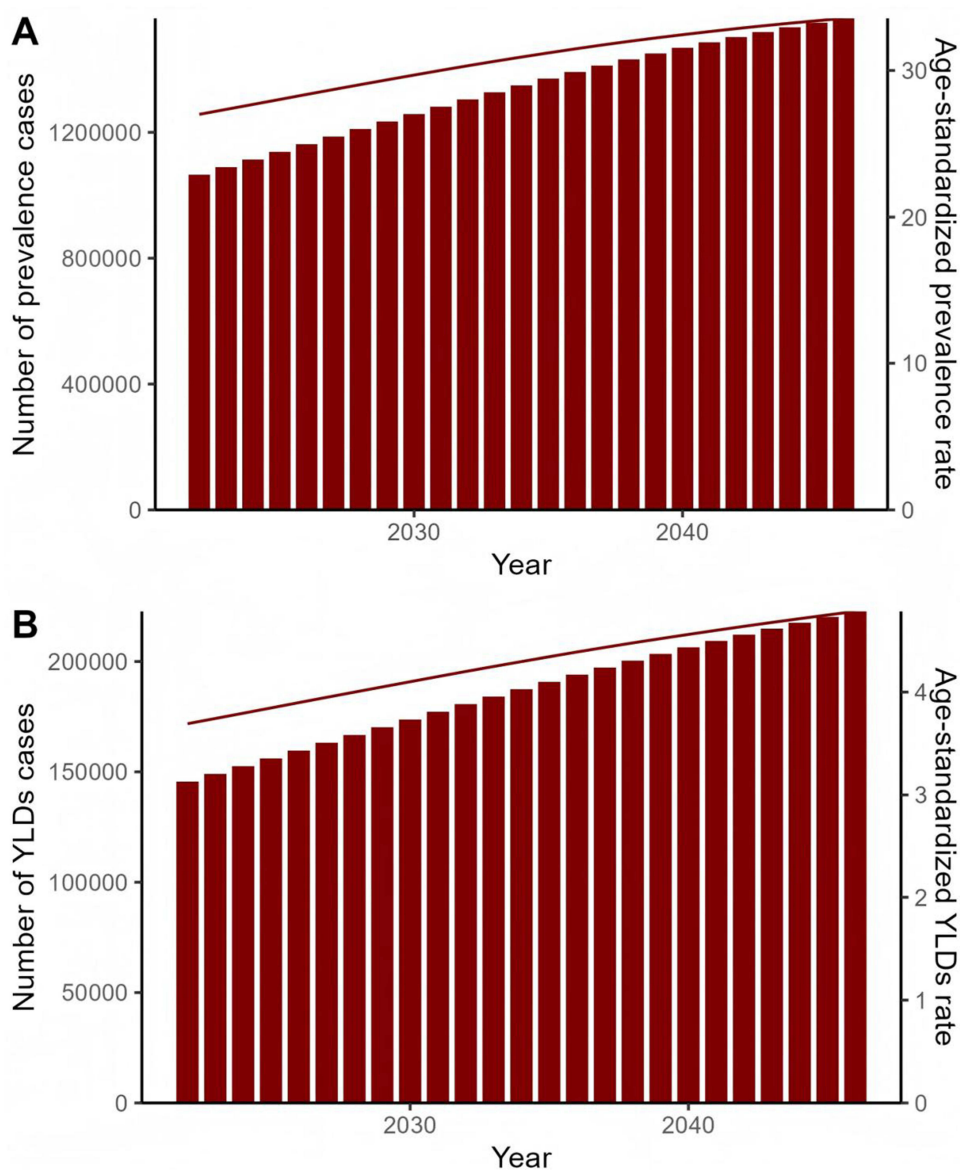 A
Number of prevalence cases
1200000
800000
400000
0
30
20
10
0
Age-standardized prevalence rate
2030
2040
Year
B
Number of YLDs cases
200000
150000
100000
50000
0
4
3
2
1
0
Age-standardized YLDs rate
2030
2040
Year